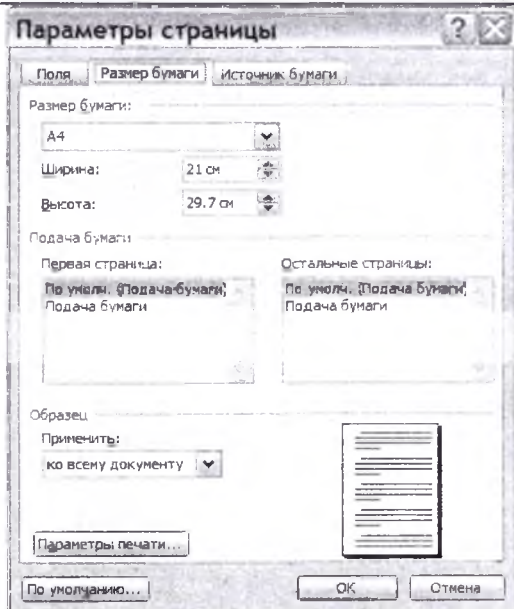 Параметры страницы
Поля Размер бумаги Источник бумаги
Размер бумаги:
A4
Ширина: 21 см
Высота: 29.7 см
Подача бумаги
Первая страница: Остальные страницы:
По умолч. (Подача бумаги) По умолч. (Подача бумаги)
Подача бумаги Подача бумаги
Образец
Применить:
ко всему документу
Параметры печати...
По умолчанию... ОК Отмена